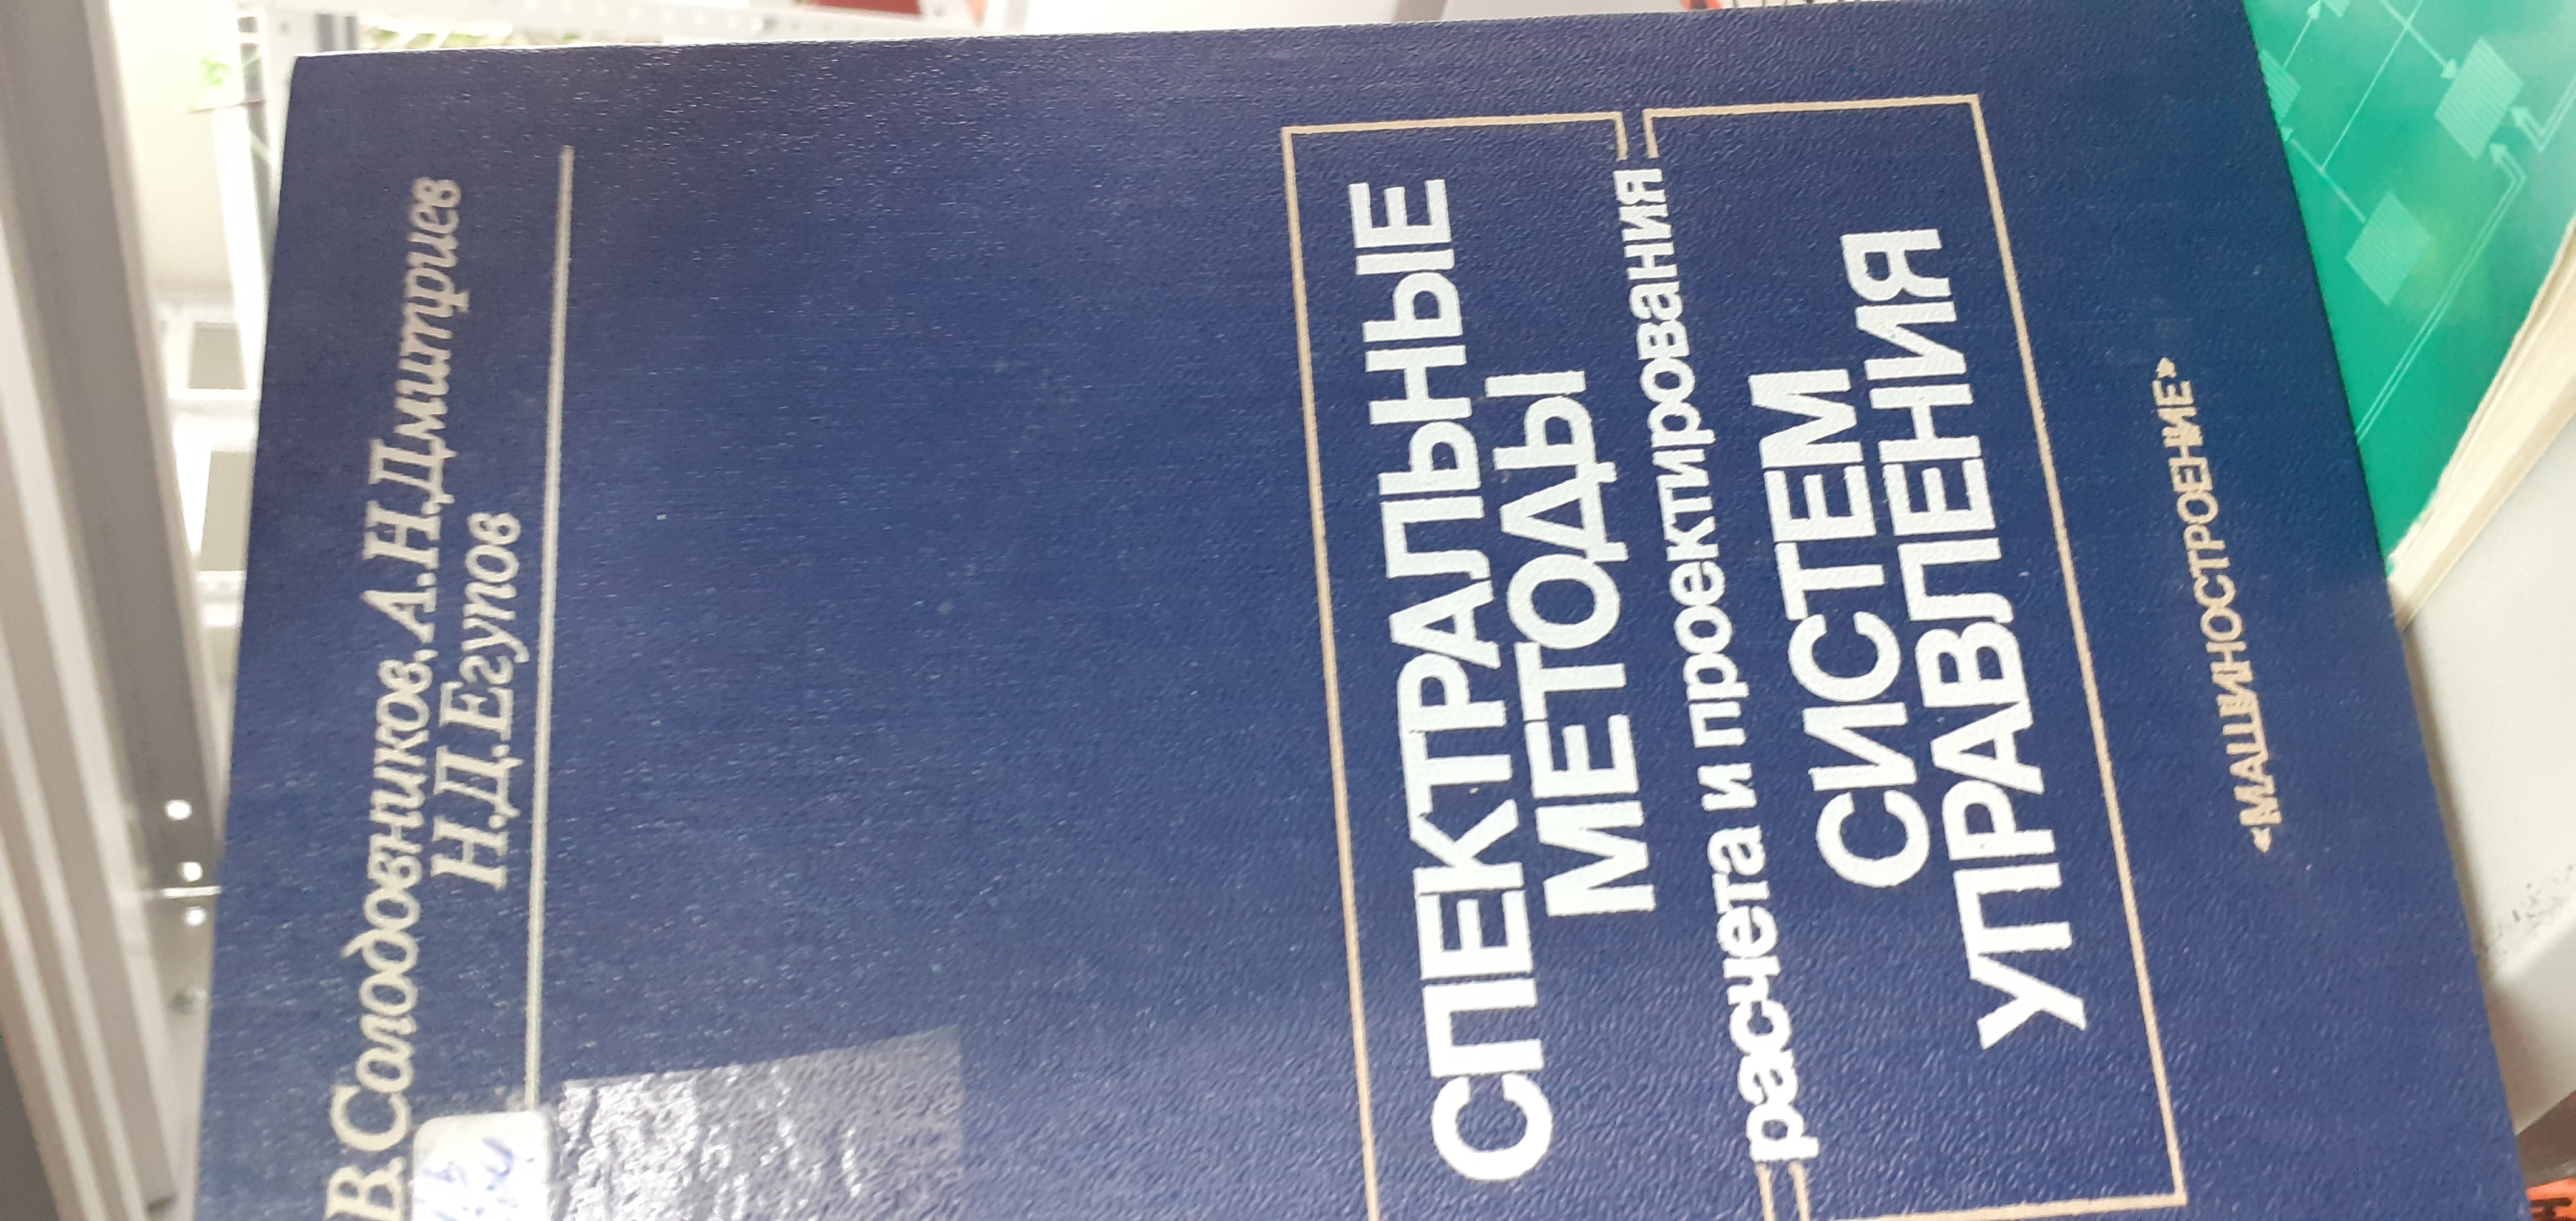 В. Солодовников, А.Н.Дмитриев
Н.Д.Егупов
СПЕКТРАЛЬНЫЕ
МЕТОДЫ
расчета и проектирования
СИСТЕМ
УПРАВЛЕНИЯ
«МАШИНОСТРОЕНИЕ»